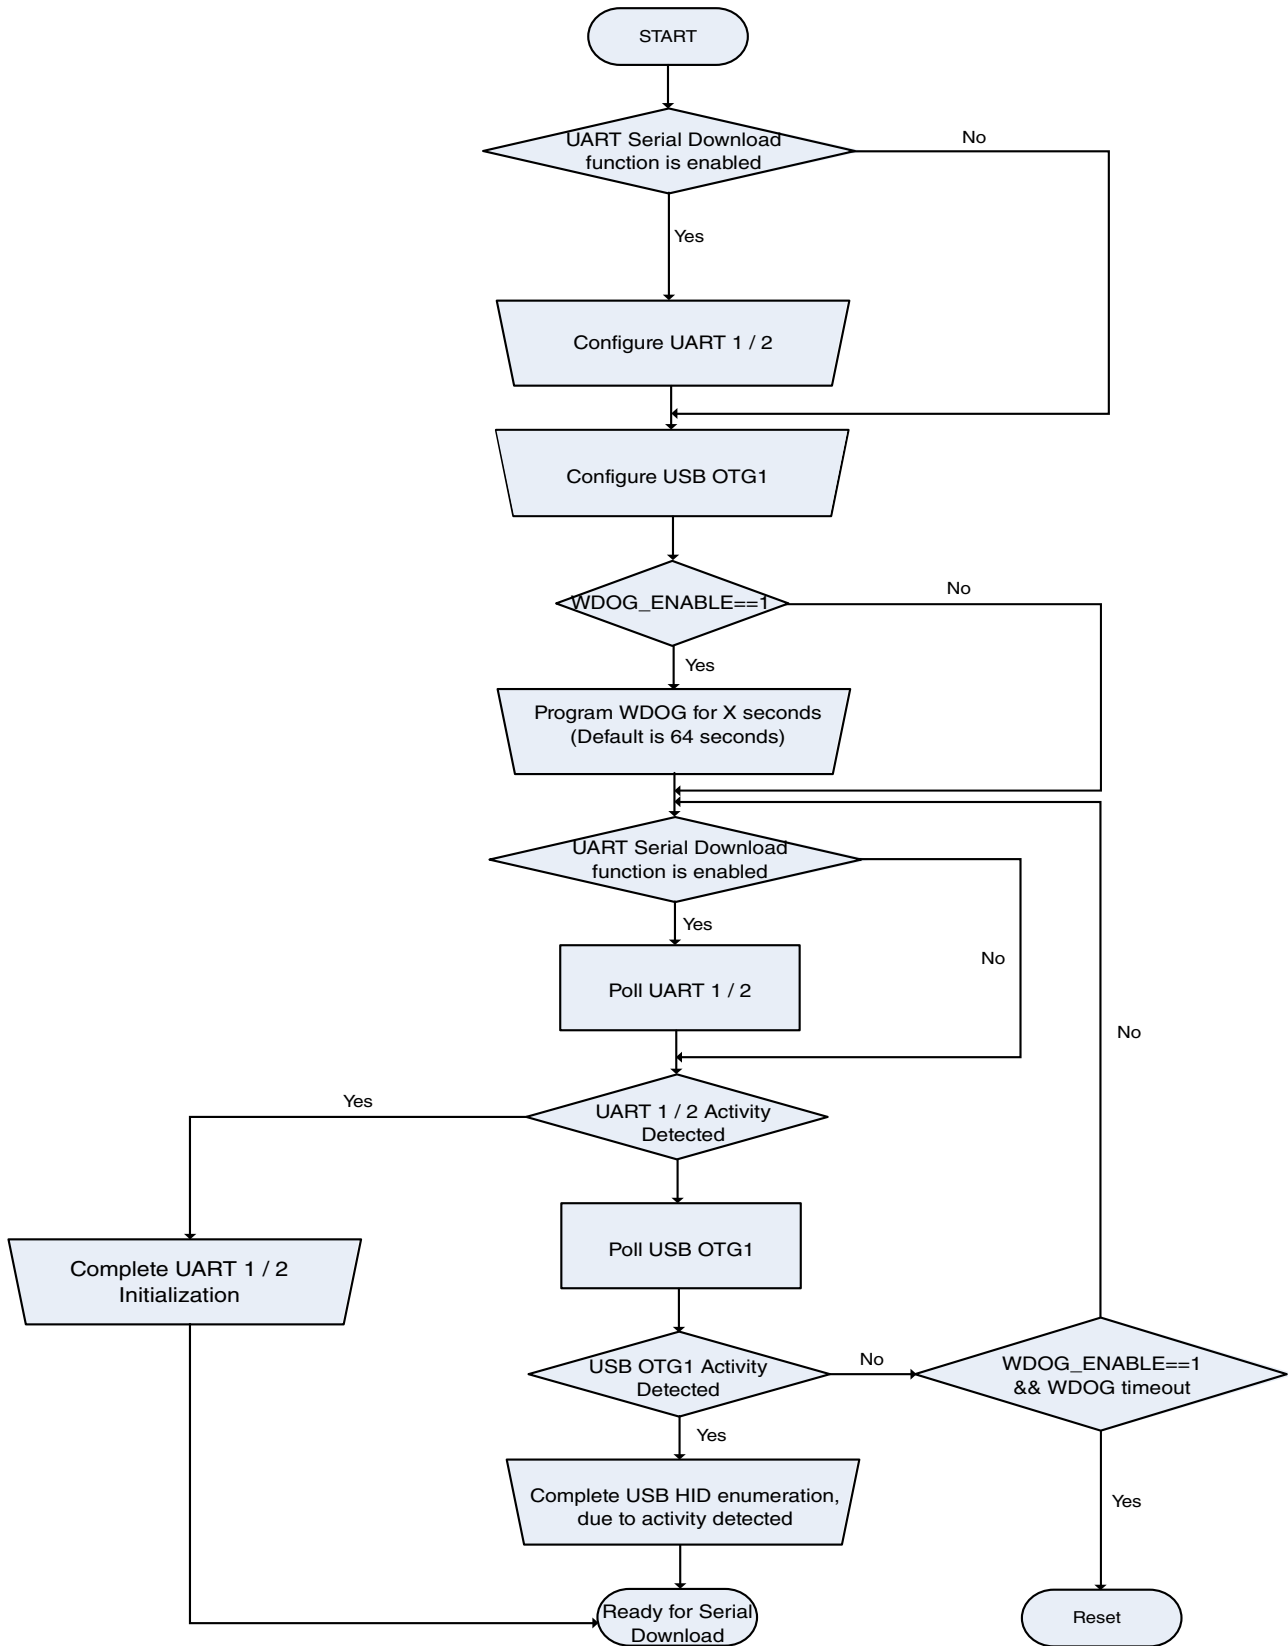 START
UART Serial Download
function is enabled
No
Yes
Configure UART 1 / 2
Configure USB OTG1
WDOG_ENABLE==1
No
Yes
Program WDOG for X seconds
(Default is 64 seconds)
UART Serial Download
function is enabled
Yes
No
Poll UART 1 / 2
No
Yes
UART 1 / 2 Activity
Detected
Poll USB OTG1
Complete UART 1 / 2
Initialization
USB OTG1 Activity
Detected
No
WDOG_ENABLE==1
&& WDOG timeout
Yes
Complete USB HID enumeration,
due to activity detected
Yes
Ready for Serial
Download
Reset